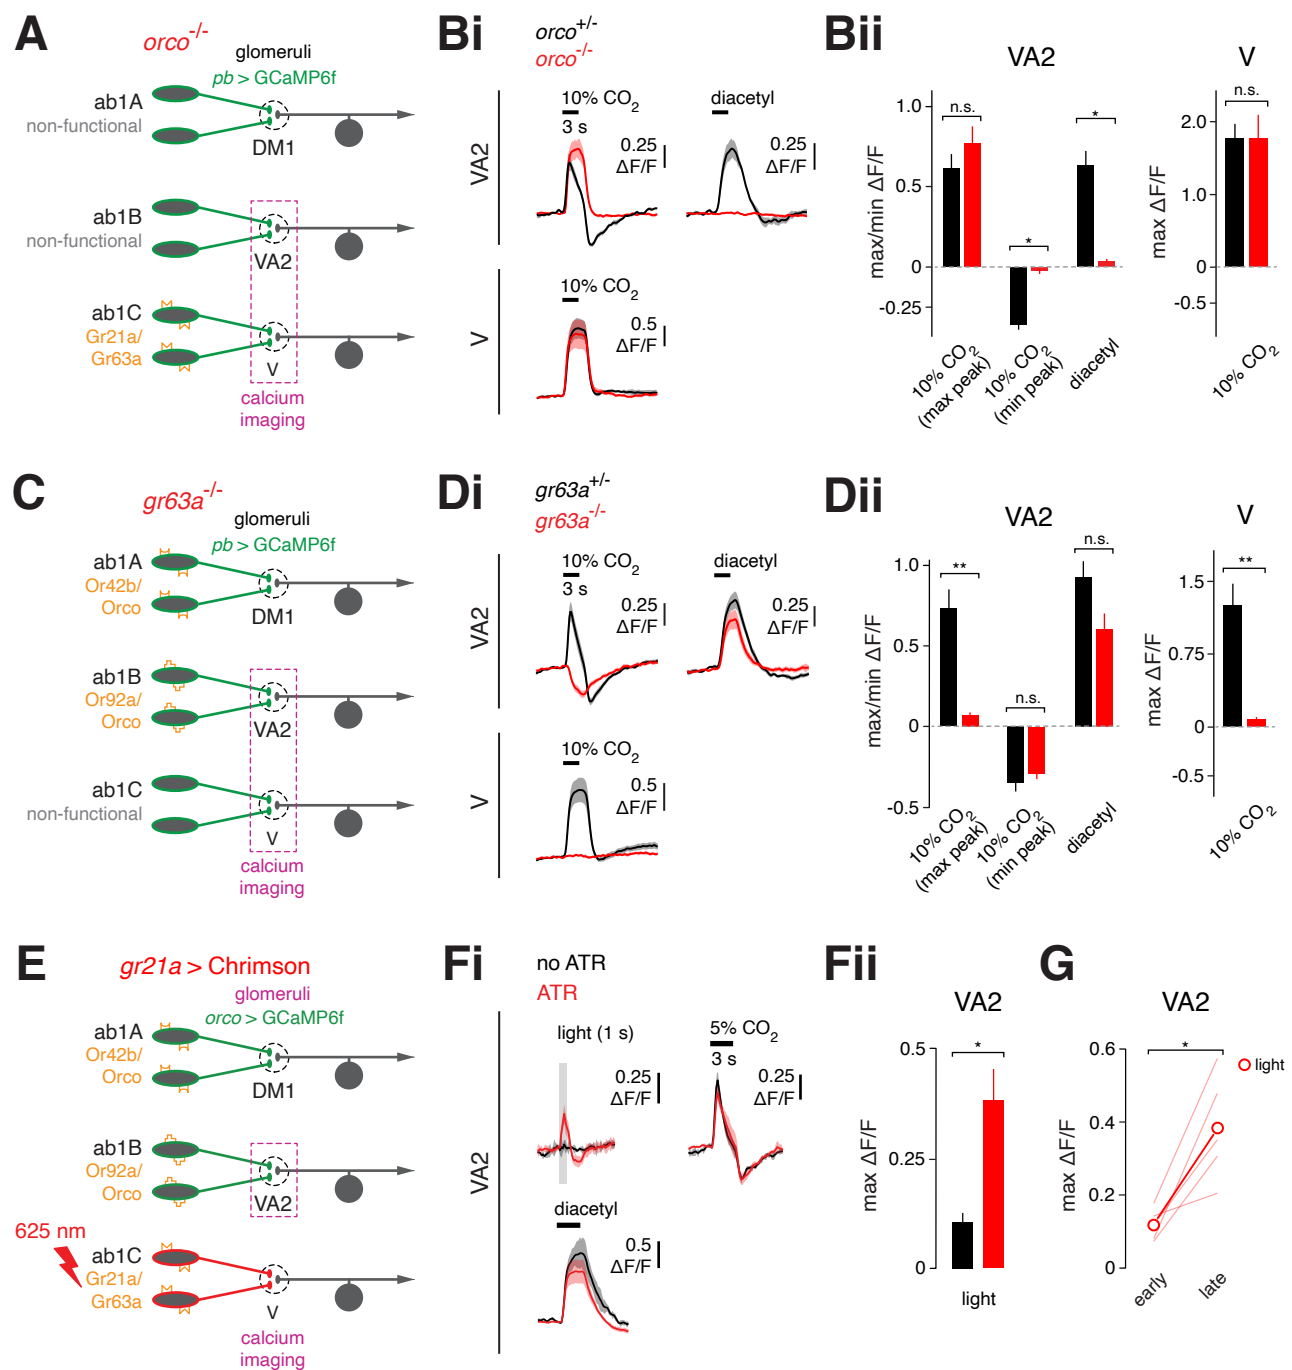 A
orco-/-
glomeruli
pb > GCaMP6f
ab1A
non-functional
DM1
ab1B
non-functional
VA2
ab1C
Gr21a/
Gr63a
V
calcium
imaging
Bi
orco+/-
orco-/-
VA2
10% CO2
3 s
0.25
ΔF/F
diacetyl
0.25
ΔF/F
V
10% CO2
0.5
ΔF/F
Bii
VA2
max/min ΔF/F
1.0
0.5
0
-0.25
n.s.
*
*
10% CO2
(max peak)
10% CO2
(min peak)
diacetyl
V
n.s.
max ΔF/F
2.0
1.0
0
-0.5
10% CO2
C
gr63a-/-
glomeruli
pb > GCaMP6f
ab1A
Or42b/
Orco
DM1
ab1B
Or92a/
Orco
VA2
ab1C
non-functional
V
calcium
imaging
Di
gr63a+/-
gr63a-/-
VA2
10% CO2
3 s
0.25
ΔF/F
diacetyl
0.25
ΔF/F
V
10% CO2
0.5
ΔF/F
Dii
VA2
max/min ΔF/F
1.0
0.5
0
-0.5
**
n.s.
n.s.
10% CO2
(max peak)
10% CO2
(min peak)
diacetyl
V
**
max ΔF/F
1.5
0.75
0
-0.5
10% CO2
E
gr21a > Chrimson
glomeruli
orco > GCaMP6f
ab1A
Or42b/
Orco
DM1
ab1B
Or92a/
Orco
VA2
625 nm
ab1C
Gr21a/
Gr63a
V
calcium
imaging
Fi
no ATR
ATR
VA2
light (1 s)
0.25
ΔF/F
5% CO2
3 s
0.25
ΔF/F
diacetyl
0.5
ΔF/F
Fii
VA2
*
max ΔF/F
0.5
0.25
0
light
G
VA2
*
max ΔF/F
0.6
0.4
0.2
0
light
early
late